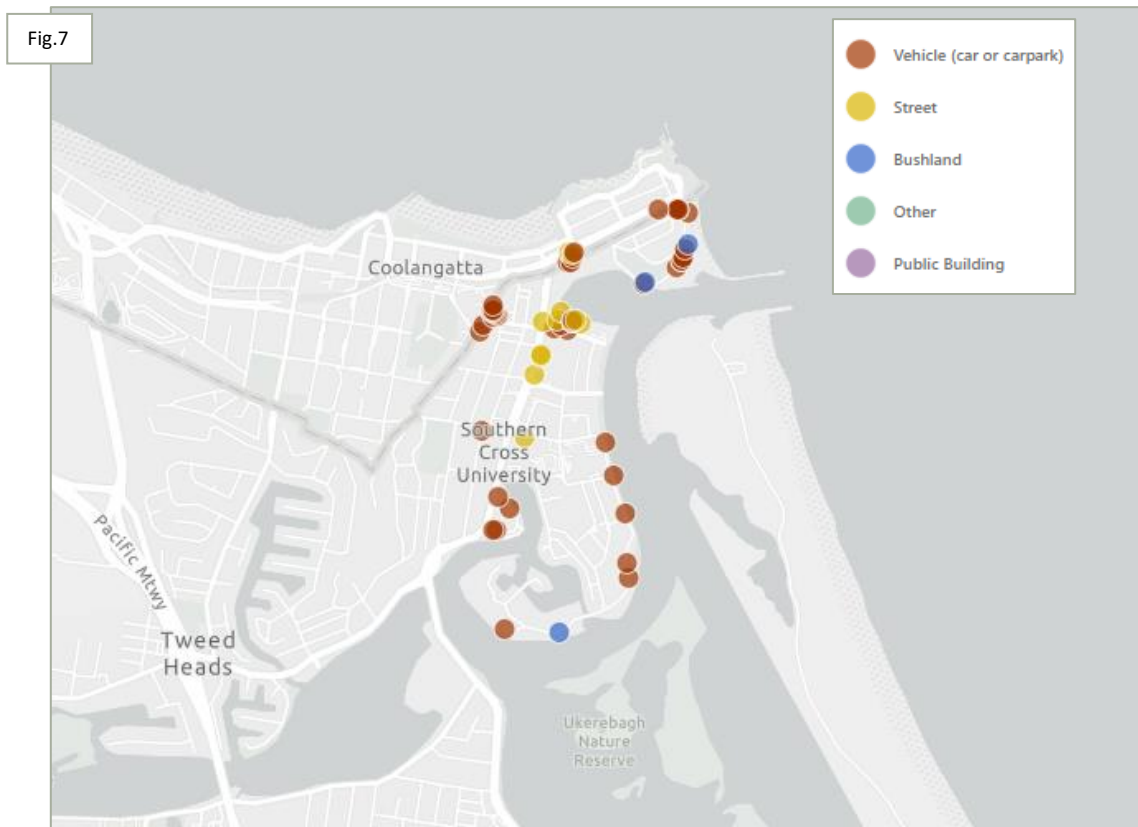 Fig.7
Vehicle (car or carpark)
Street
Bushland
Other
Public Building
Coolangatta
Southern
Cross
University
Pacific Mtwy
Tweed
Heads
Ukerebagh
Nature
Reserve